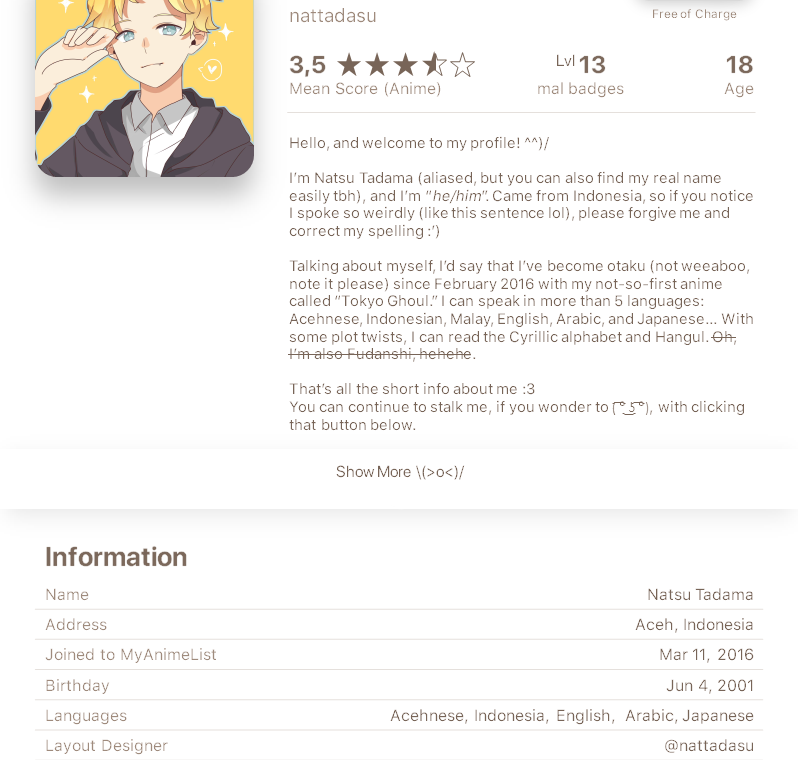 nattadasu
Free of Charge
3,5 ★★★⯪☆
Lvl 13
18
Mean Score (Anime)
mal badges
Age
Hello, and welcome to my profile! ^^)/
I'm Natsu Tadama (aliased, but you can also find my real name
easily tbh), and I'm "he/him". Came from Indonesia, so if you notice
I spoke so weirdly (like this sentence lol), please forgive me and
correct my spelling :')
Talking about myself, I'd say that I've become otaku (not weeaboo,
note it please) since February 2016 with my not-so-first anime
called "Tokyo Ghoul." I can speak in more than 5 languages:
Acehnese, Indonesian, Malay, English, Arabic, and Japanese... With
some plot twists, I can read the Cyrillic alphabet and Hangul. Oh,
I'm also Fudanshi, hehehe.
That's all the short info about me :3
You can continue to stalk me, if you wonder to ( ͡° ͜ʖ ͡°), with clicking
that button below.
Show More \(>o<)/
Information
Name Natsu Tadama
Address Aceh, Indonesia
Joined to MyAnimeList Mar 11, 2016
Birthday Jun 4, 2001
Languages Acehnese, Indonesia, English, Arabic, Japanese
Layout Designer @nattadasu